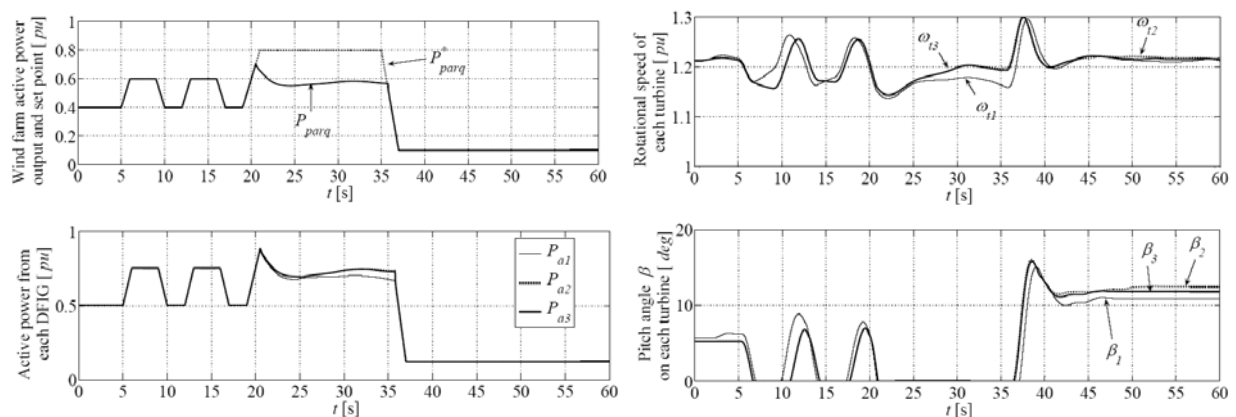 Wind farm active power
output and set point [ pu]
1
0.8
0.6
0.4
0.2
0
0 5 10 15 20 25 30 35 40 45 50 55 60
t [s]
P*parq
Pparq
Rotational speed of
each turbine [pu]
1.3
1.2
1.1
1
0 5 10 15 20 25 30 35 40 45 50 55 60
t [s]
ωt3
ωt1
ωt2
Active power from
each DFIG [ pu]
1
0.5
0
0 5 10 15 20 25 30 35 40 45 50 55 60
t [s]
Pa1
Pa2
Pa3
Pitch angle β
on each turbine [ deg]
20
10
0
0 5 10 15 20 25 30 35 40 45 50 55 60
t [s]
β3
β2
β1